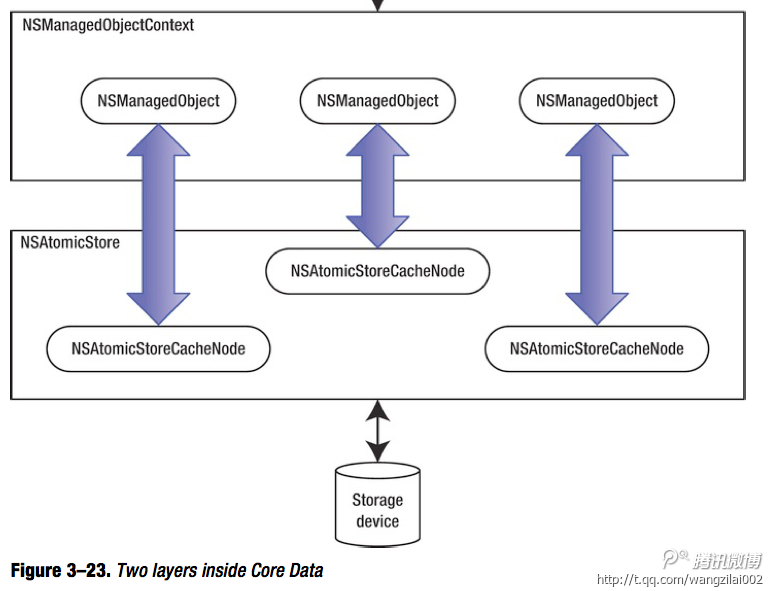 NSManagedObjectContext
NSManagedObject
NSManagedObject
NSManagedObject
NSAtomicStore
NSAtomicStoreCacheNode
NSAtomicStoreCacheNode
NSAtomicStoreCacheNode
Storage
device
Figure 3–23. Two layers inside Core Data
腾讯微博
http://t.qq.com/wangzilai002